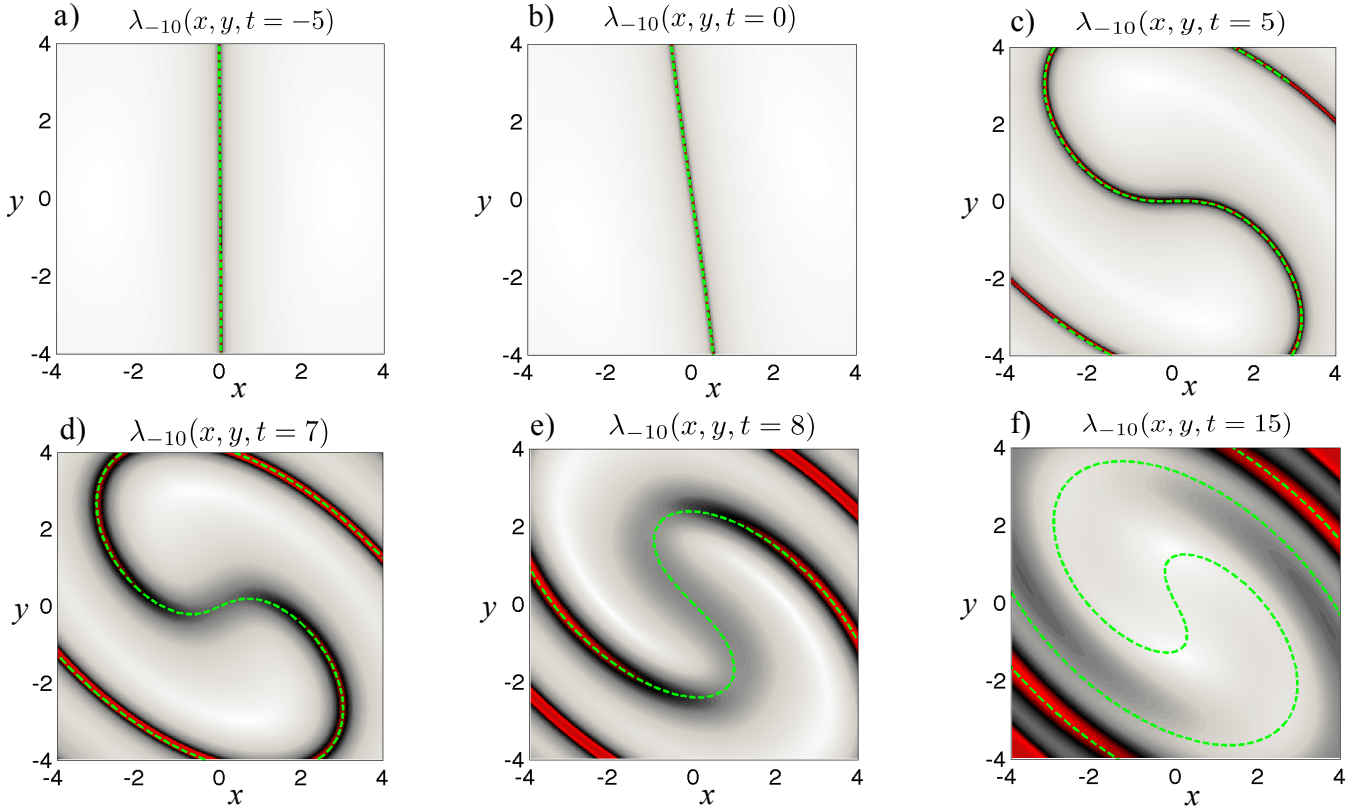 a) λ₋₁₀(x, y, t = −5)
b) λ₋₁₀(x, y, t = 0)
c) λ₋₁₀(x, y, t = 5)
4
2
y 0
-2
-4
-4 -2 0 2 4
x
4
2
y 0
-2
-4
-4 -2 0 2 4
x
4
2
y 0
-2
-4
-4 -2 0 2 4
x
d) λ₋₁₀(x, y, t = 7)
e) λ₋₁₀(x, y, t = 8)
f) λ₋₁₀(x, y, t = 15)
4
2
y 0
-2
-4
-4 -2 0 2 4
x
4
2
y 0
-2
-4
-4 -2 0 2 4
x
4
2
y 0
-2
-4
-4 -2 0 2 4
x